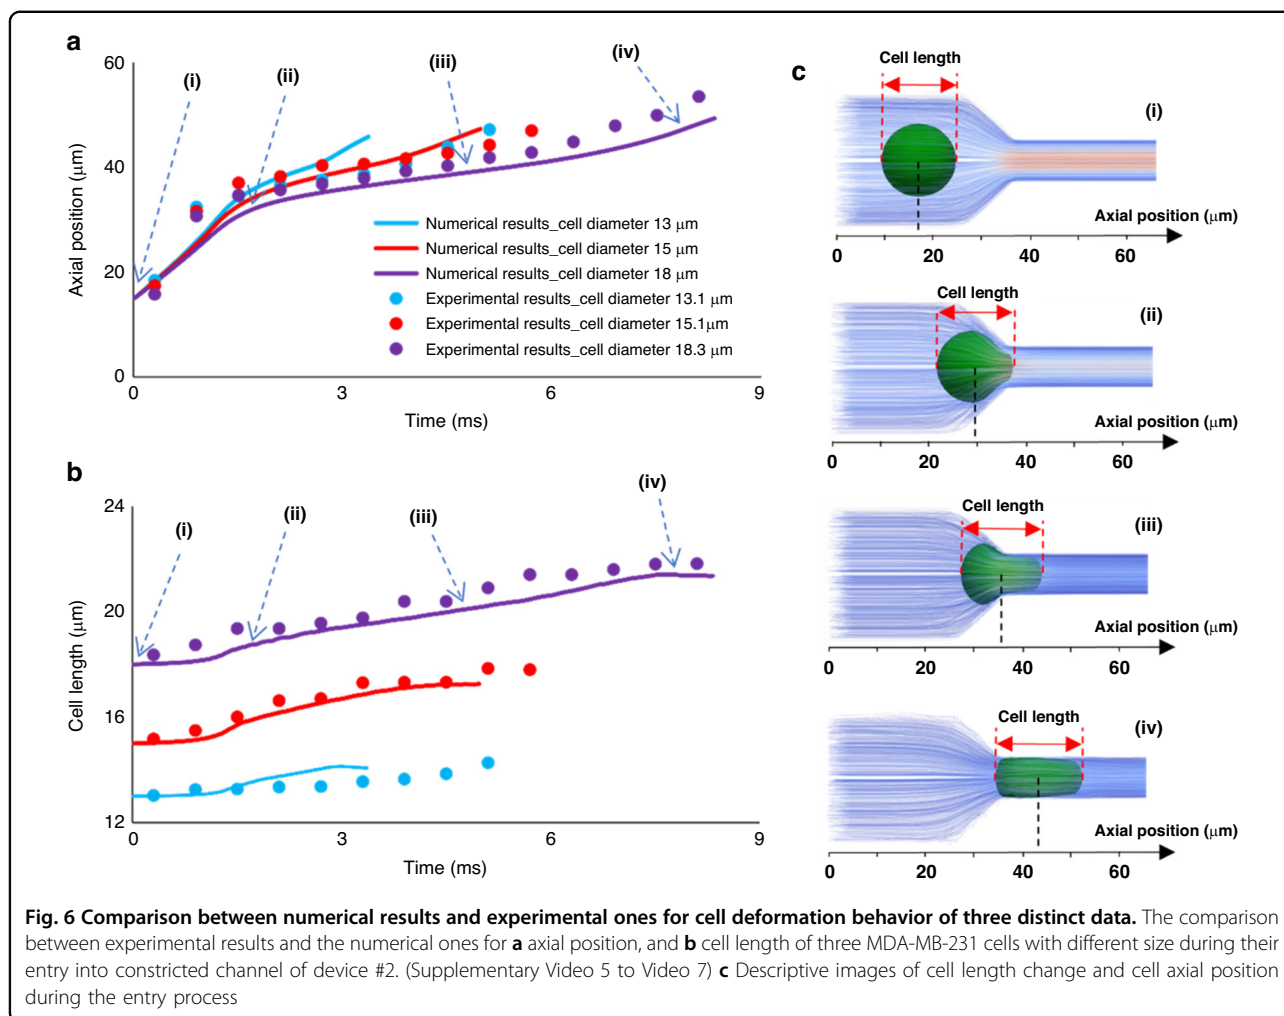 a
60
40
20
0
Axial position (μm)
(i)
(ii)
(iii)
(iv)
Numerical results_cell diameter 13 μm
Numerical results_cell diameter 15 μm
Numerical results_cell diameter 18 μm
Experimental results_cell diameter 13.1 μm
Experimental results_cell diameter 15.1μm
Experimental results_cell diameter 18.3 μm
0 3 6 9
Time (ms)
b
24
20
16
12
Cell length (μm)
(i)
(ii)
(iii)
(iv)
0 3 6 9
Time (ms)
c
Cell length
(i)
Axial position (μm)
0 20 40 60
Cell length
(ii)
Axial position (μm)
0 20 40 60
Cell length
(iii)
Axial position (μm)
0 20 40 60
Cell length
(iv)
Axial position (μm)
0 20 40 60
Fig. 6 Comparison between numerical results and experimental ones for cell deformation behavior of three distinct data. The comparison
between experimental results and the numerical ones for a axial position, and b cell length of three MDA-MB-231 cells with different size during their
entry into constricted channel of device #2. (Supplementary Video 5 to Video 7) c Descriptive images of cell length change and cell axial position
during the entry process